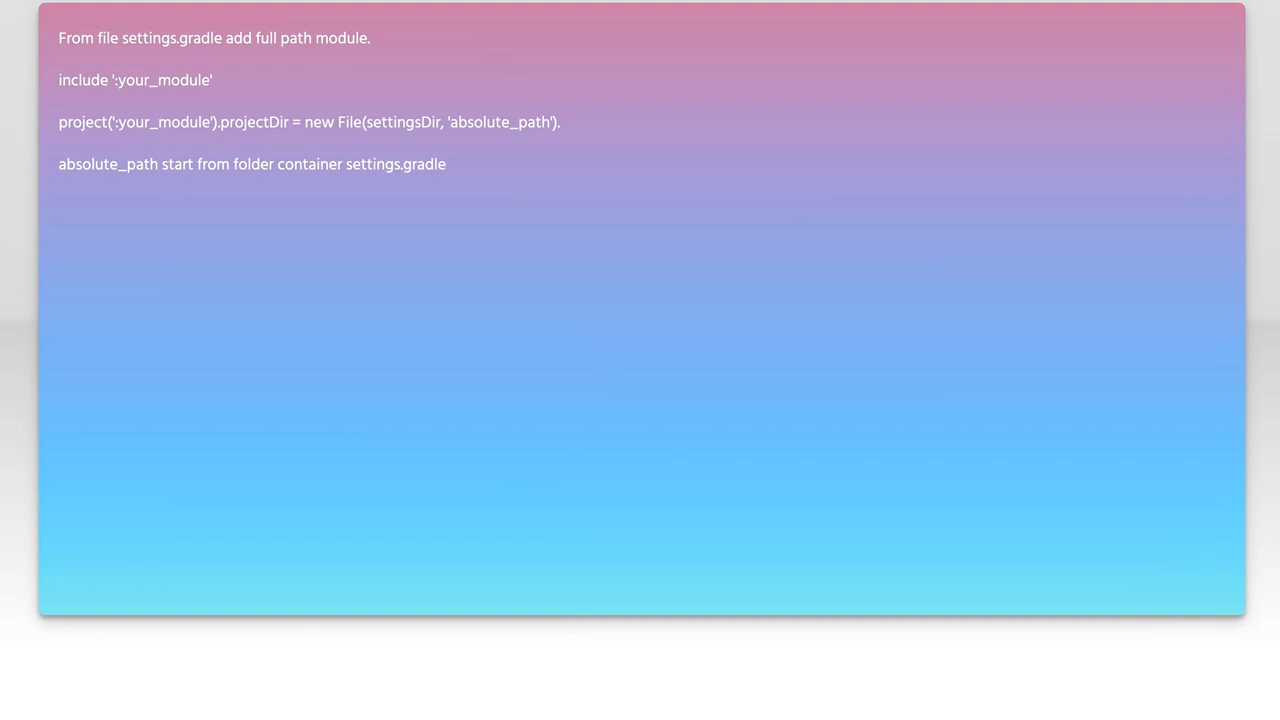 From file settings.gradle add full path module.
include ':your_module'
project(':your_module').projectDir = new File(settingsDir, 'absolute_path').
absolute_path start from folder container settings.gradle